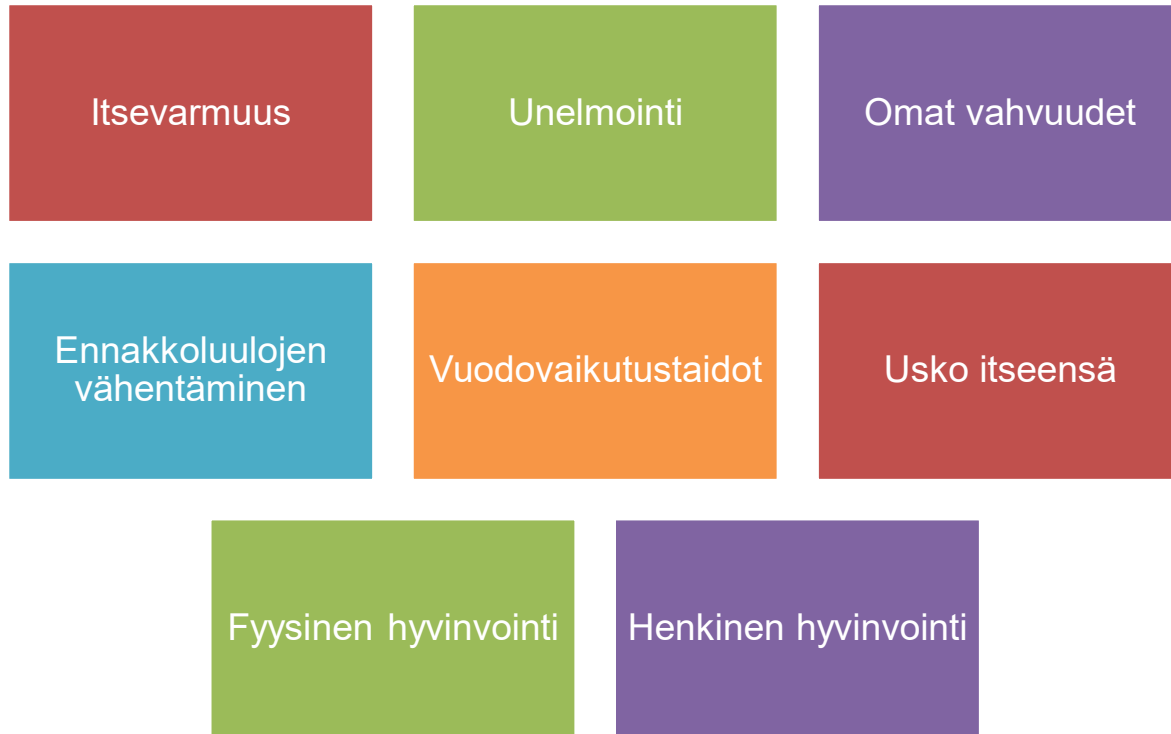 Itsevarmuus
Unelmointi
Omat vahvuudet
Ennakkoluulojen
vähentäminen
Vuodovaikutustaidot
Usko itseensä
Fyysinen hyvinvointi
Henkinen hyvinvointi